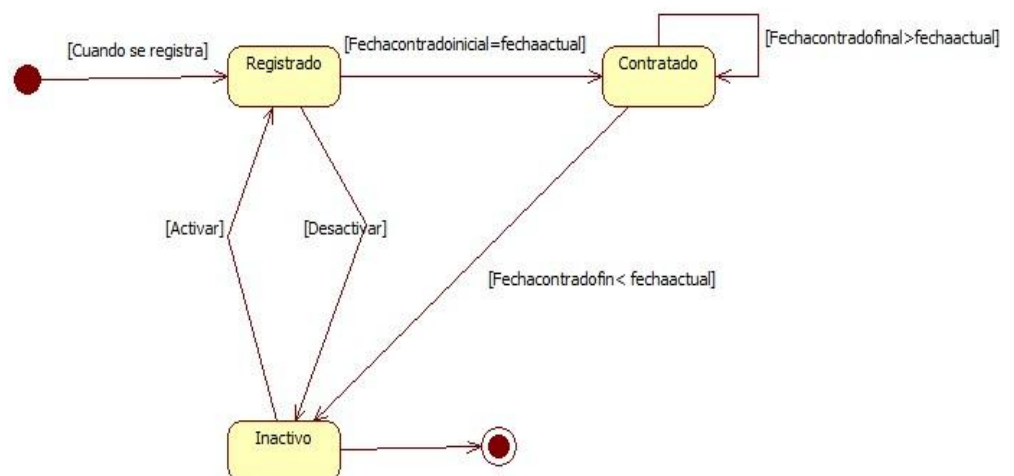 [Cuando se registra]
Registrado
[Fechacontradoinicial=fechaactual]
Contratado
[Fechacontradofinal>fechaactual]
[Activar]
[Desactivar]
[Fechacontradofin< fechaactual]
Inactivo